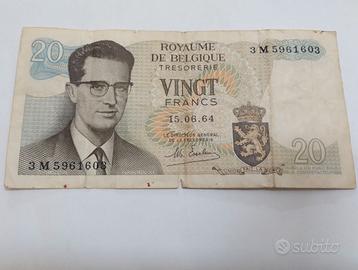 20
ROYAUME
DE BELGIQUE
TRESORERIE
3 M 5961603
VINGT
FRANCS
15.06.64
LE DIRECTEUR GENERAL
DE LA TRESORERIE
3 M 5961603
20
subito